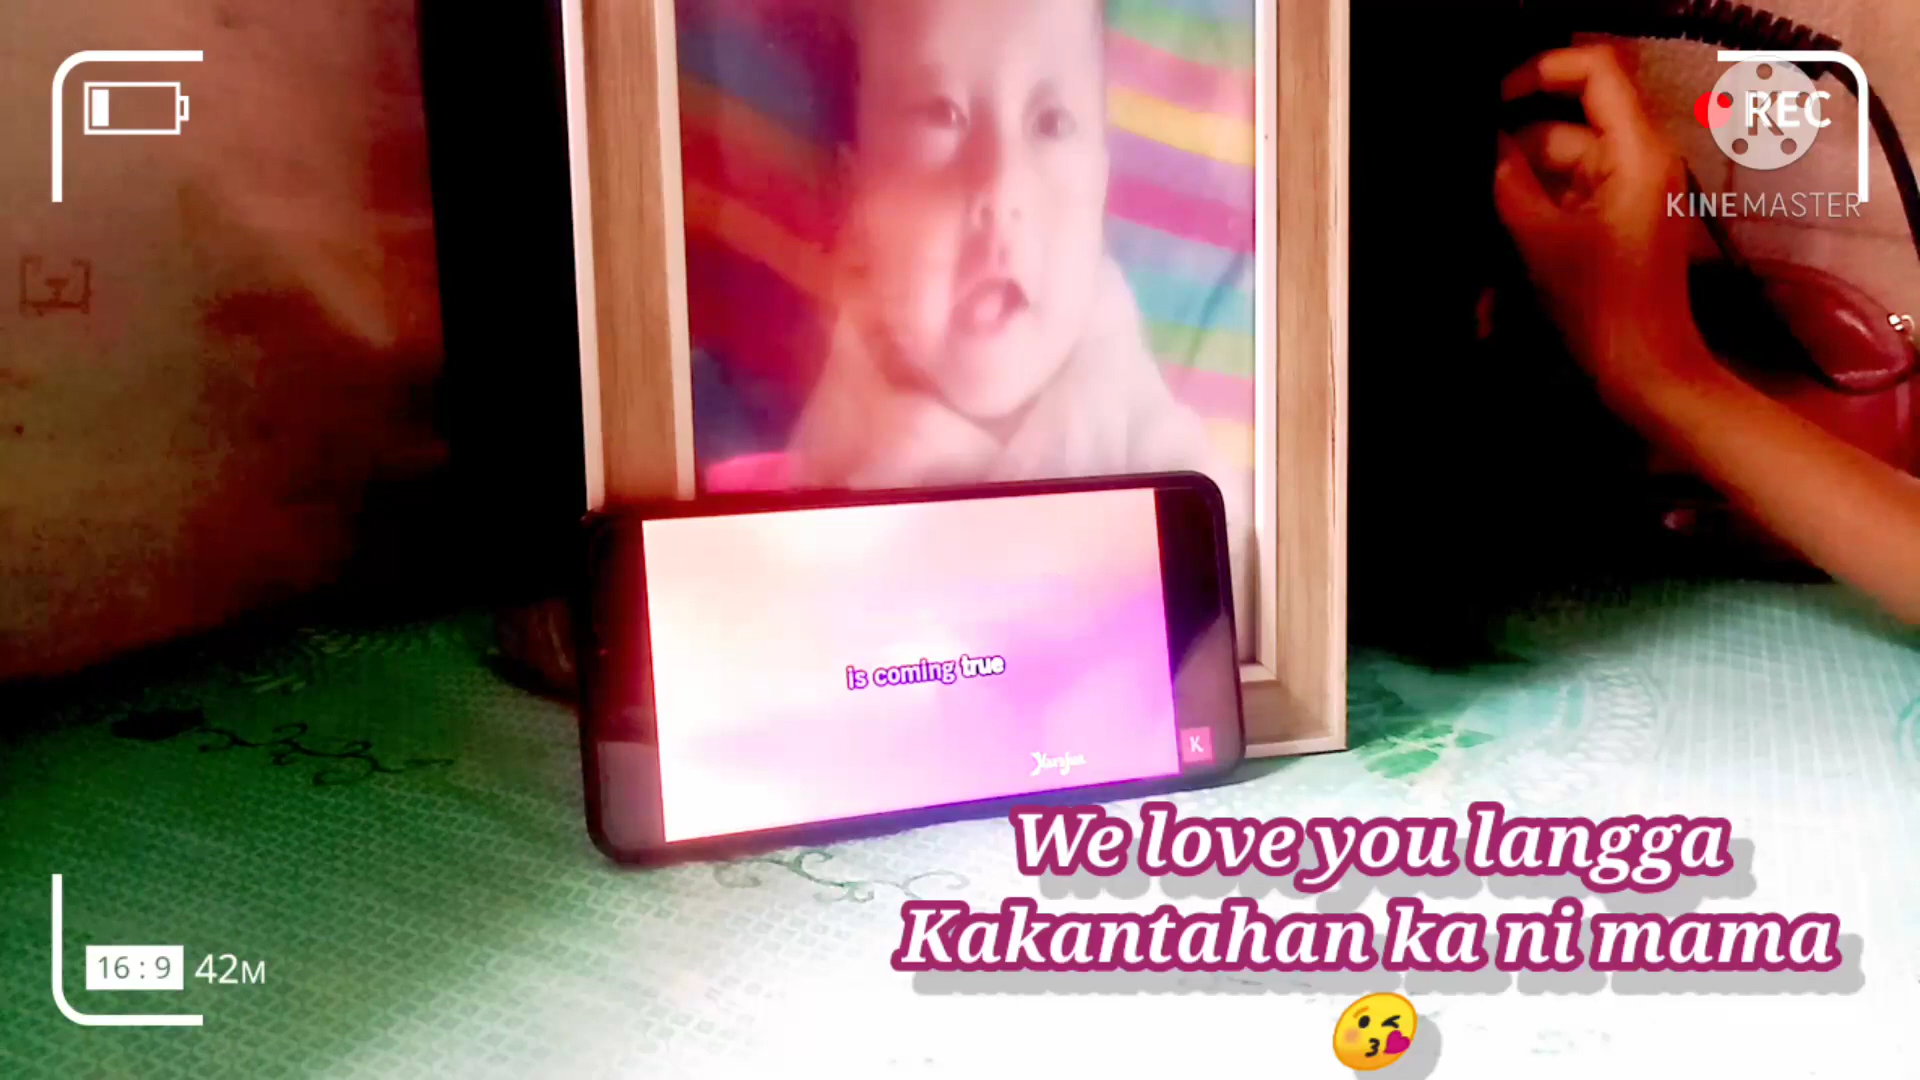 REC
K
KINEMASTER
is coming true
K
We love you langga
Kakantahan ka ni mama
16:9 42M